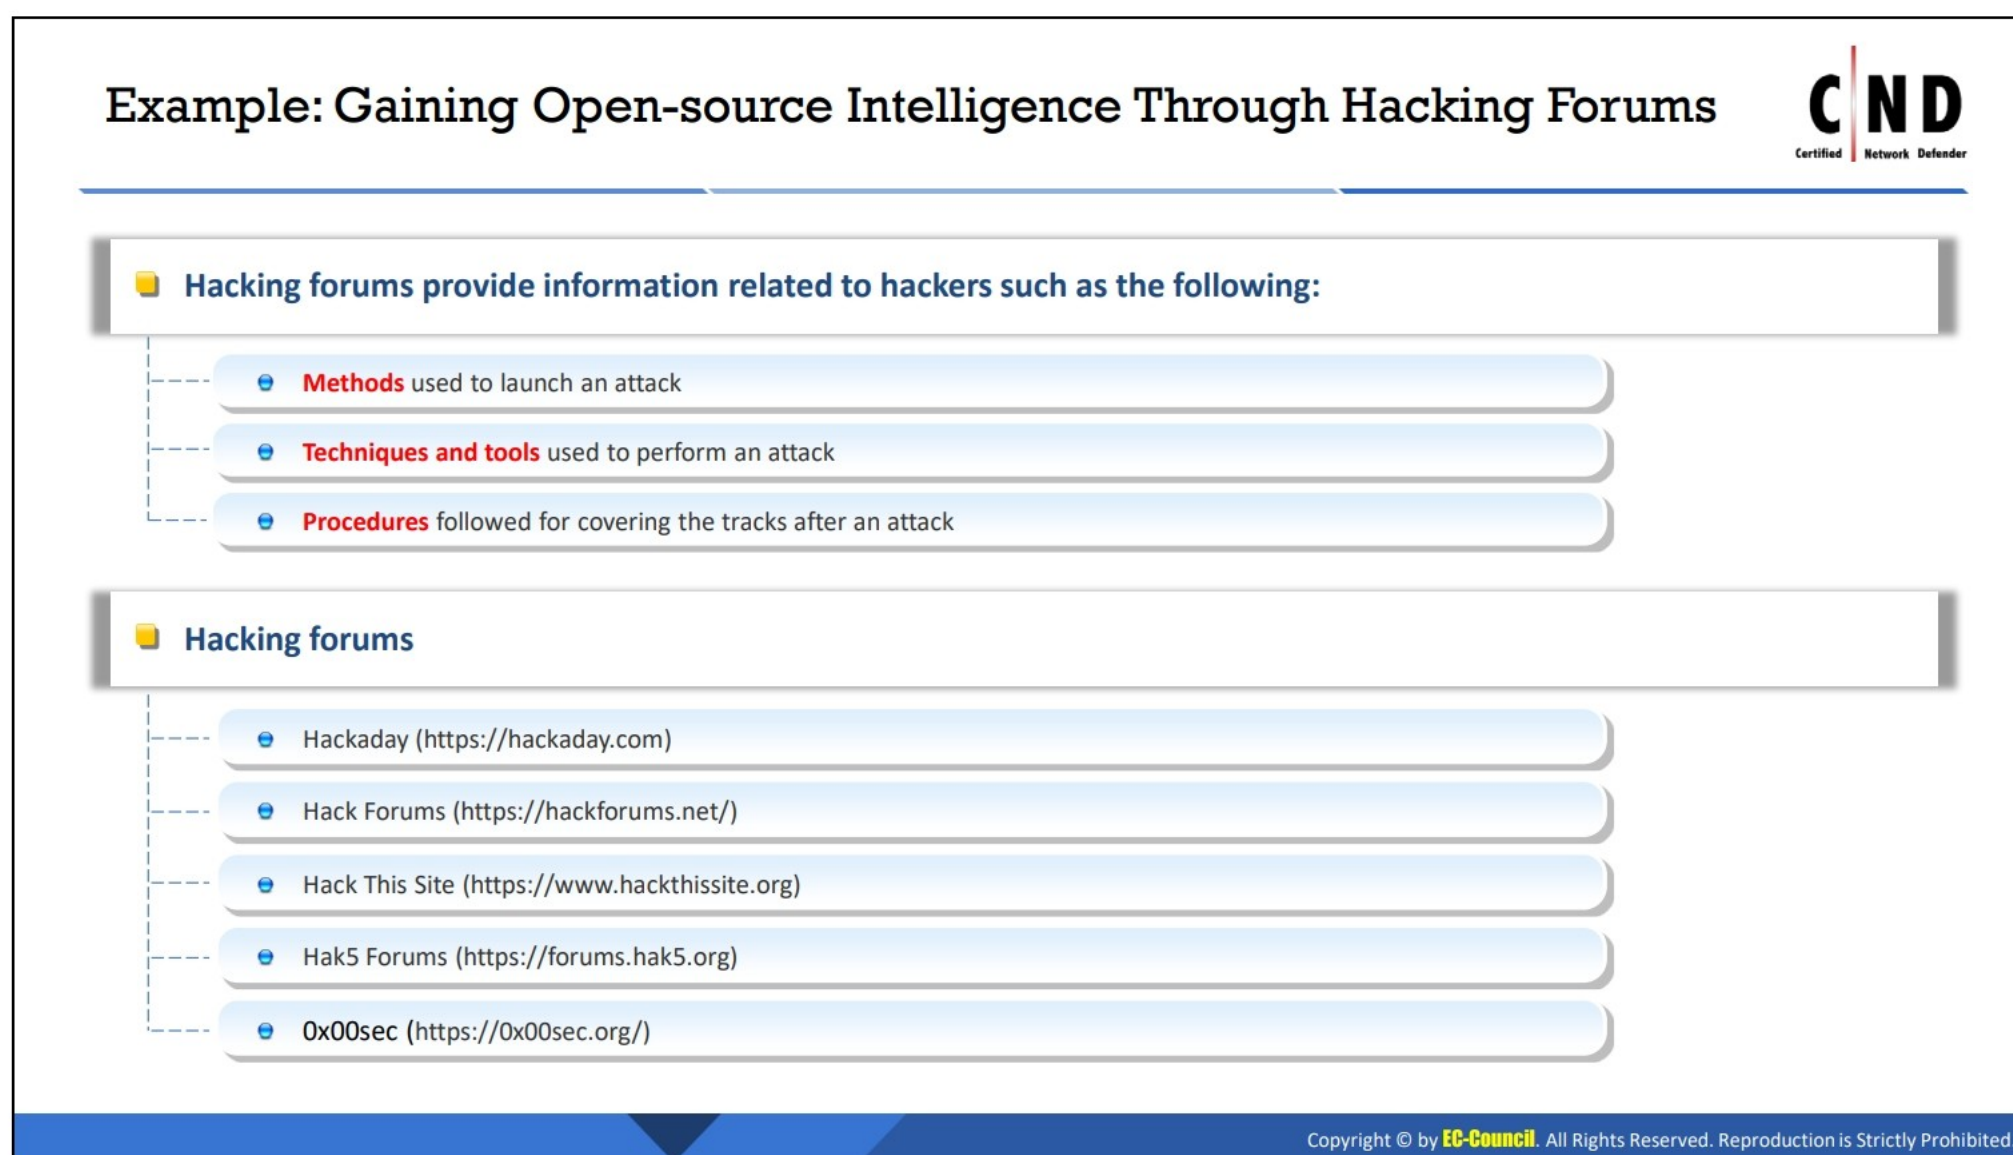 Example: Gaining Open-source Intelligence Through Hacking Forums
C|ND
Certified Network Defender
Hacking forums provide information related to hackers such as the following:
Methods used to launch an attack
Techniques and tools used to perform an attack
Procedures followed for covering the tracks after an attack
Hacking forums
Hackaday (https://hackaday.com)
Hack Forums (https://hackforums.net/)
Hack This Site (https://www.hackthissite.org)
Hak5 Forums (https://forums.hak5.org)
0x00sec (https://0x00sec.org/)
Copyright © by EC-Council. All Rights Reserved. Reproduction is Strictly Prohibited